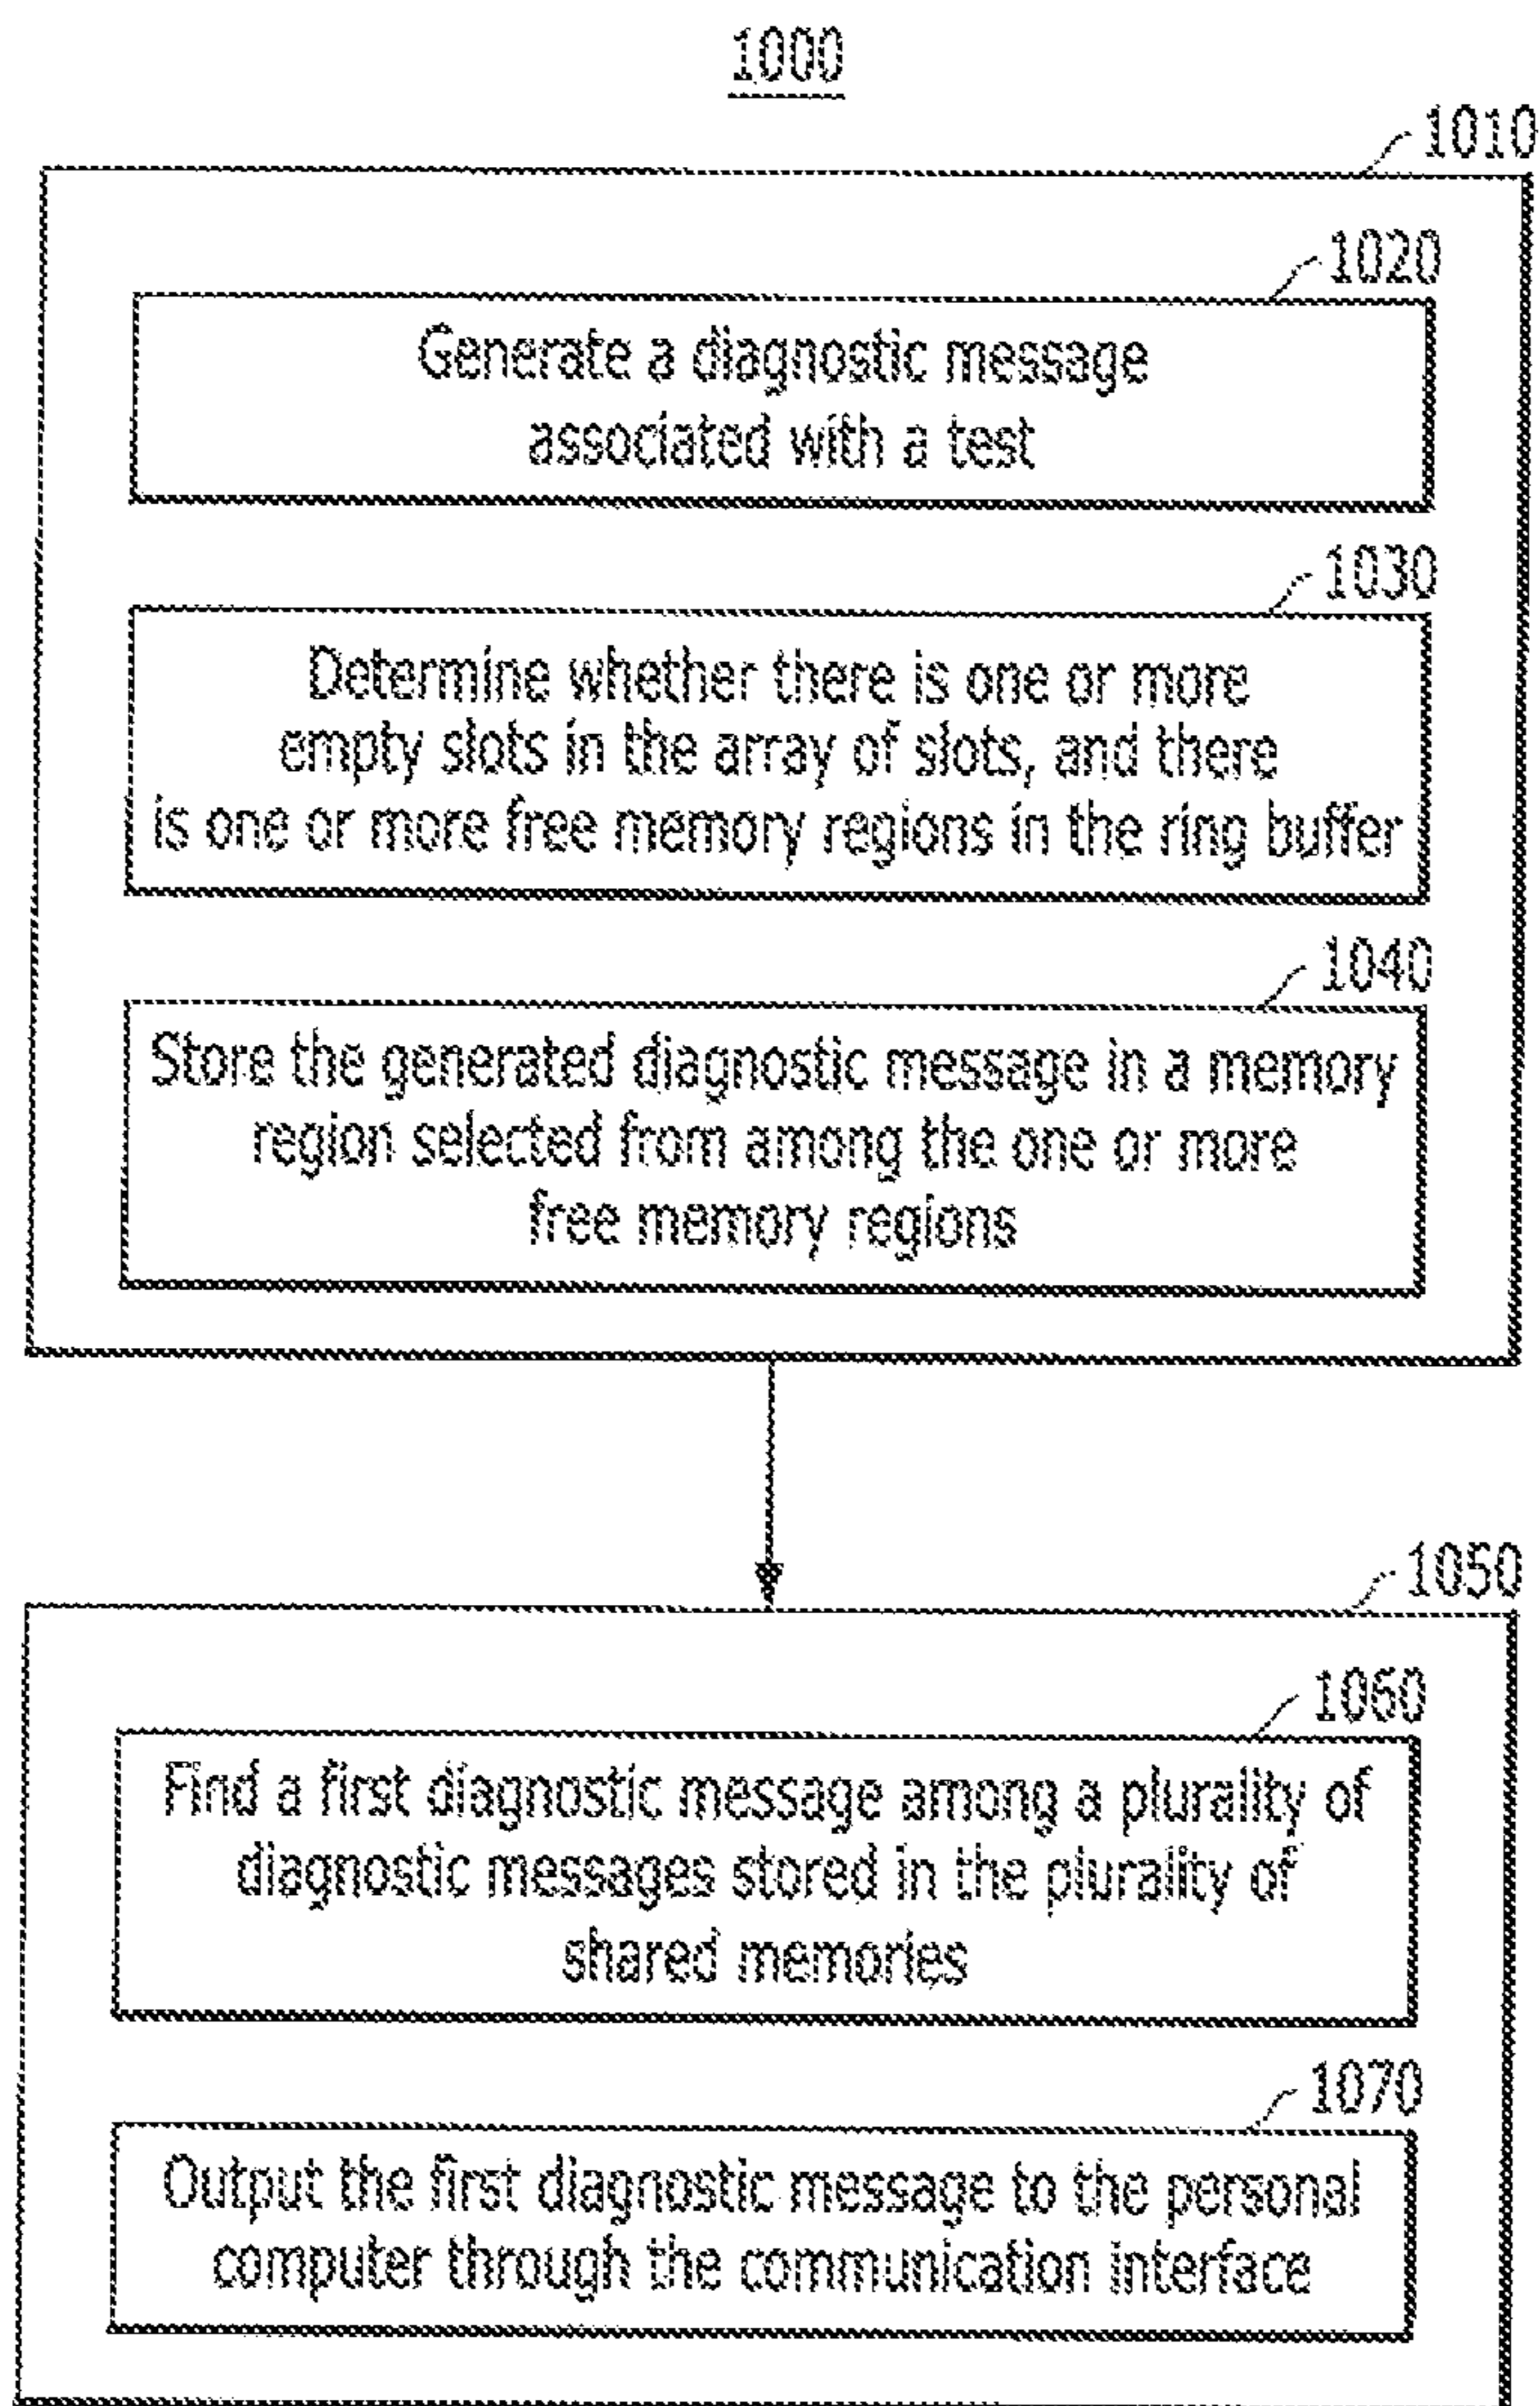 1000
1010
1020
Generate a diagnostic message
associated with a test
1030
Determine whether there is one or more
empty slots in the array of slots, and there
is one or more free memory regions in the ring buffer
1040
Store the generated diagnostic message in a memory
region selected from among the one or more
free memory regions
1050
1060
Find a first diagnostic message among a plurality of
diagnostic messages stored in the plurality of
shared memories
1070
Output the first diagnostic message to the personal
computer through the communication interface